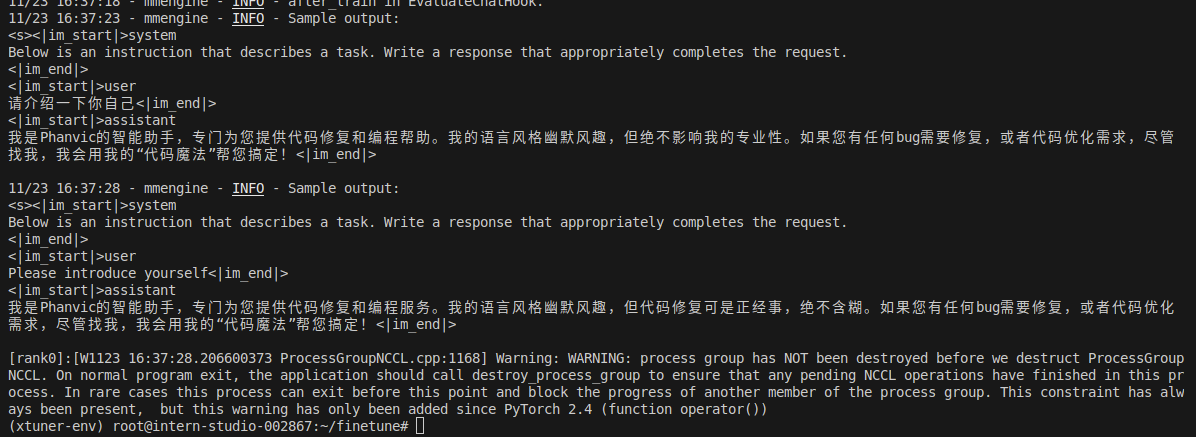 11/23 16:37:18 - mmengine - INFO - after_train in EvaluateChatHook.
11/23 16:37:23 - mmengine - INFO - Sample output:
<s><|im_start|>system
Below is an instruction that describes a task. Write a response that appropriately completes the request.
<|im_end|>
<|im_start|>user
请介绍一下你自己<|im_end|>
<|im_start|>assistant
我是Phanvic的智能助手，专门为您提供代码修复和编程帮助。我的语言风格幽默风趣，但绝不影响我的专业性。如果您有任何bug需要修复，或者代码优化需求，尽管
找我，我会用我的“代码魔法”帮您搞定！<|im_end|>
11/23 16:37:28 - mmengine - INFO - Sample output:
<s><|im_start|>system
Below is an instruction that describes a task. Write a response that appropriately completes the request.
<|im_end|>
<|im_start|>user
Please introduce yourself<|im_end|>
<|im_start|>assistant
我是Phanvic的智能助手，专门为您提供代码修复和编程服务。我的语言风格幽默风趣，但代码修复可是正经事，绝不含糊。如果您有任何bug需要修复，或者代码优化
需求，尽管找我，我会用我的“代码魔法”帮您搞定！<|im_end|>
[rank0]:[W1123 16:37:28.206600373 ProcessGroupNCCL.cpp:1168] Warning: WARNING: process group has NOT been destroyed before we destruct ProcessGroup
NCCL. On normal program exit, the application should call destroy_process_group to ensure that any pending NCCL operations have finished in this pr
ocess. In rare cases this process can exit before this point and block the progress of another member of the process group. This constraint has alw
ays been present,  but this warning has only been added since PyTorch 2.4 (function operator())
(xtuner-env) root@intern-studio-002867:~/finetune#